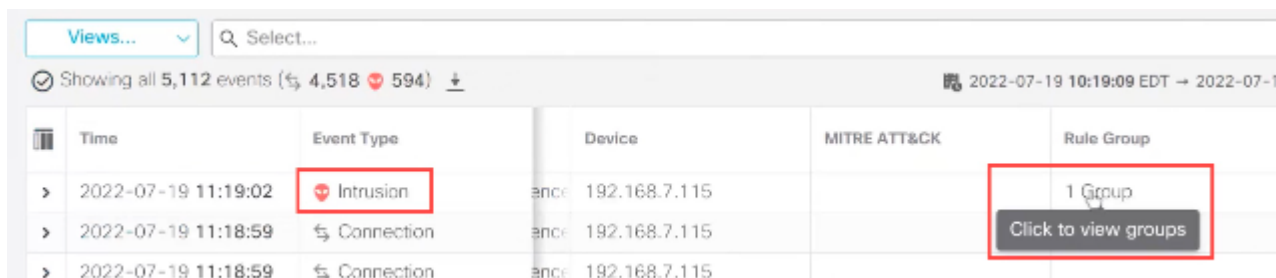 Views... Select...
Showing all 5,112 events (4,518 594) 2022-07-19 10:19:09 EDT → 2022-07-1
Time Event Type Device MITRE ATT&CK Rule Group
2022-07-19 11:19:02 Intrusion ence 192.168.7.115 1 Group
Click to view groups
2022-07-19 11:18:59 Connection ence 192.168.7.115
2022-07-19 11:18:59 Connection ence 192.168.7.115